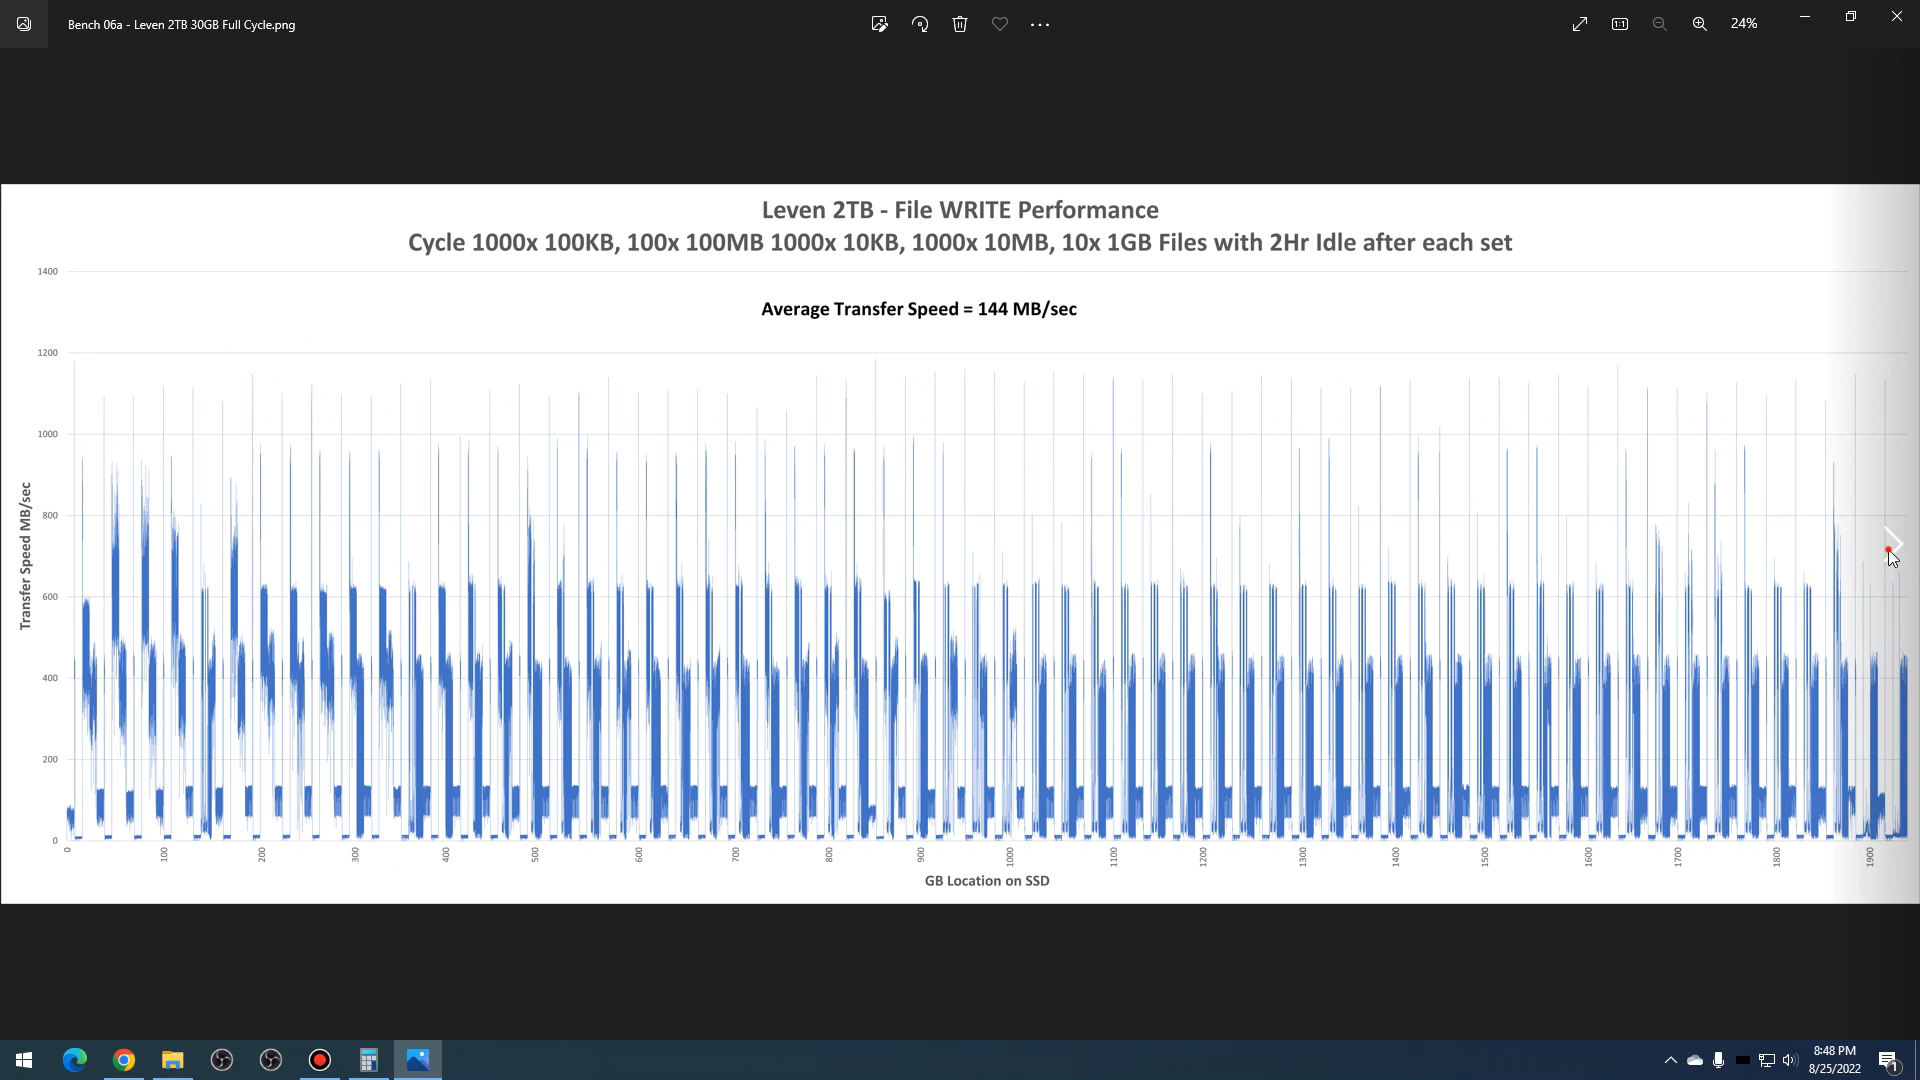 Bench 06a - Leven 2TB 30GB Full Cycle.png
1:1
24%
Leven 2TB - File WRITE Performance
Cycle 1000x 100KB, 100x 100MB 1000x 10KB, 1000x 10MB, 10x 1GB Files with 2Hr Idle after each set
Average Transfer Speed = 144 MB/sec
Transfer Speed MB/sec
1400
1200
1000
800
600
400
200
0
0 100 200 300 400 500 600 700 800 900 1000 1100 1200 1300 1400 1500 1600 1700 1800 1900
GB Location on SSD
8:48 PM
8/25/2022
1